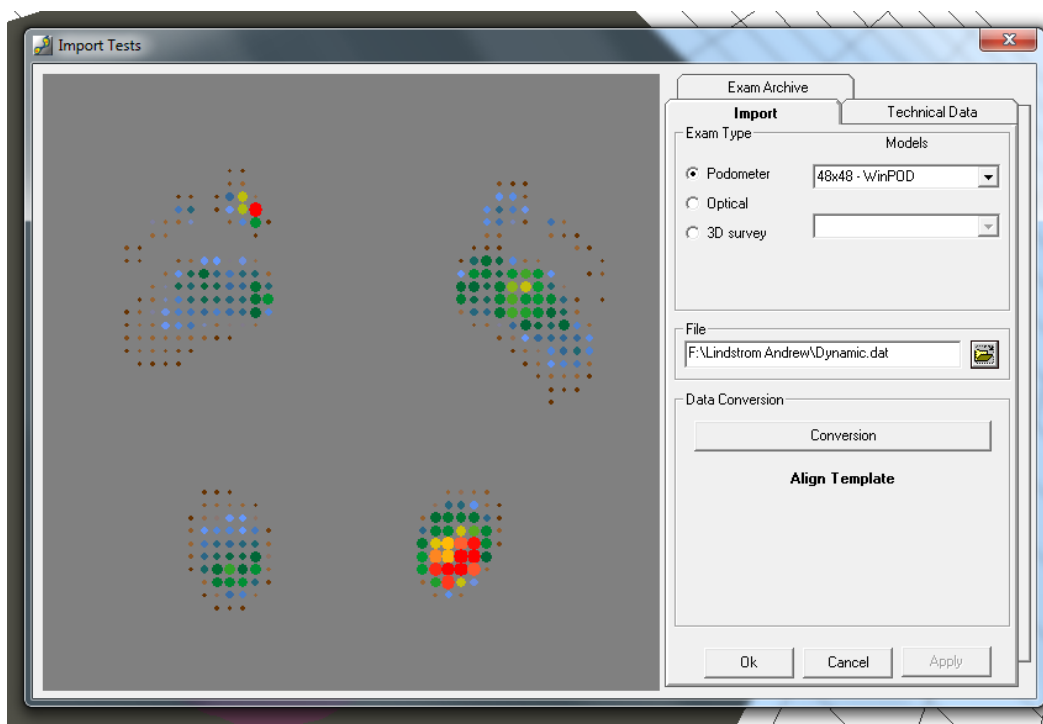 Import Tests
Exam Archive
Import
Technical Data
Exam Type
Models
Podometer
48x48 - WinPOD
Optical
3D survey
File
F:\Lindstrom Andrew\Dynamic.dat
Data Conversion
Conversion
Align Template
Ok
Cancel
Apply